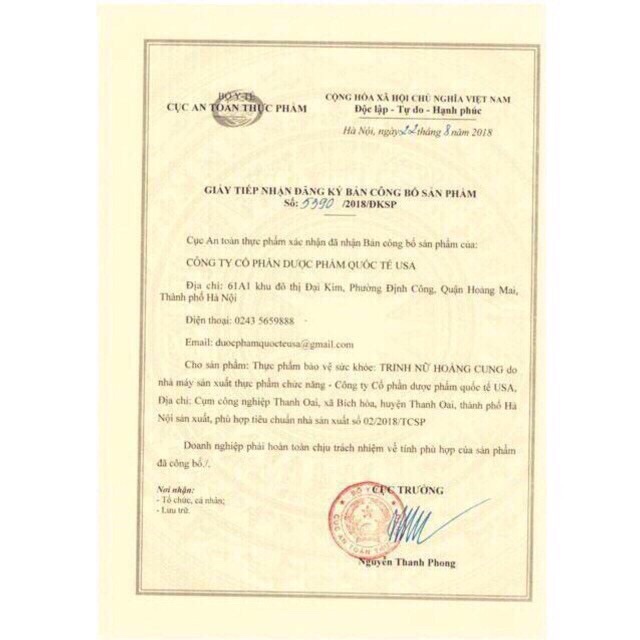 BỘ Y TẾ
CỤC AN TOÀN THỰC PHẨM
CỘNG HÒA XÃ HỘI CHỦ NGHĨA VIỆT NAM
Độc lập - Tự do - Hạnh phúc
Hà Nội, ngày 22 tháng 8 năm 2018
GIẤY TIẾP NHẬN ĐĂNG KÝ BẢN CÔNG BỐ SẢN PHẨM
Số: 5390 /2018/ĐKSP
Cục An toàn thực phẩm xác nhận đã nhận Bản công bố sản phẩm của:
CÔNG TY CỔ PHẦN DƯỢC PHẨM QUỐC TẾ USA
Địa chỉ: 61A1 khu đô thị Đại Kim, Phường Định Công, Quận Hoàng Mai,
Thành phố Hà Nội
Điện thoại: 0243 5659888
Email: duocphamquocteusa@gmail.com
Cho sản phẩm: Thực phẩm bảo vệ sức khỏe: TRINH NỮ HOÀNG CUNG do
nhà máy sản xuất thực phẩm chức năng - Công ty Cổ phần dược phẩm quốc tế USA,
Địa chỉ: Cụm công nghiệp Thanh Oai, xã Bích hòa, huyện Thanh Oai, thành phố Hà
Nội sản xuất, phù hợp tiêu chuẩn nhà sản xuất số 02/2018/TCSP
Doanh nghiệp phải hoàn toàn chịu trách nhiệm về tính phù hợp của sản phẩm
đã công bố./.
Nơi nhận:
- Tổ chức, cá nhân;
- Lưu trữ.
CỤC TRƯỞNG
BỘ Y TẾ
CỤC AN TOÀN THỰC
Nguyễn Thanh Phong